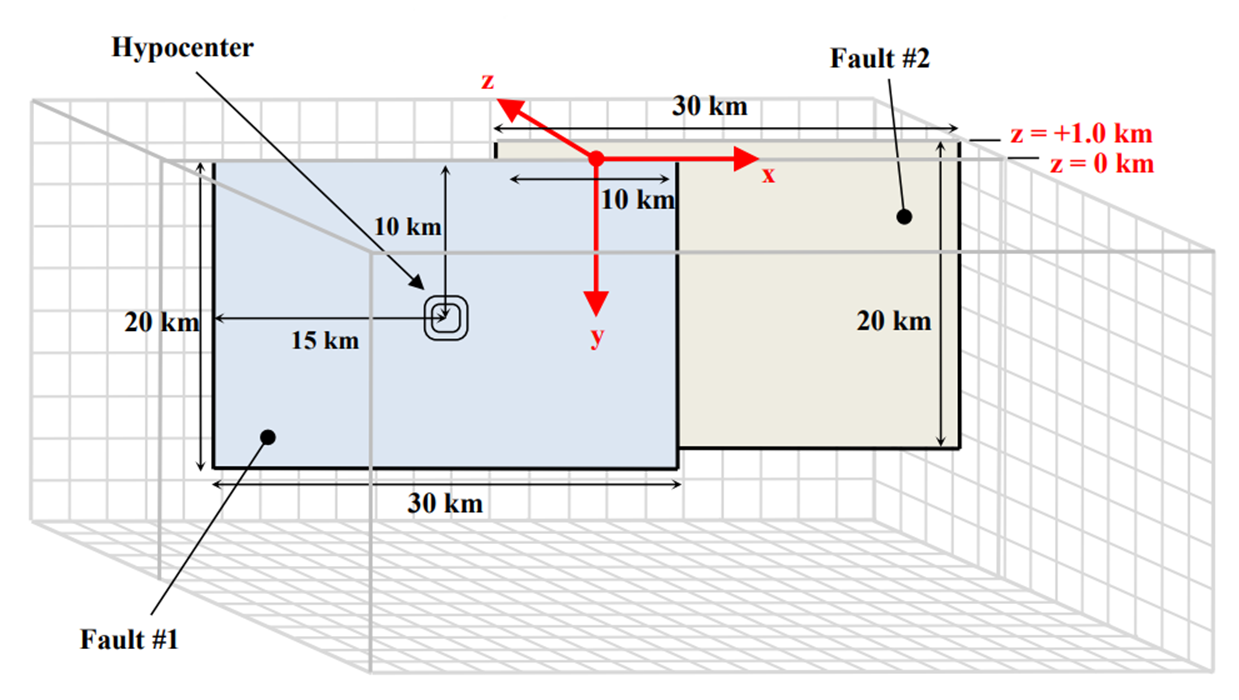 Hypocenter
Fault #2
z
30 km
z = +1.0 km
z = 0 km
x
10 km
10 km
20 km
15 km
y
20 km
30 km
Fault #1